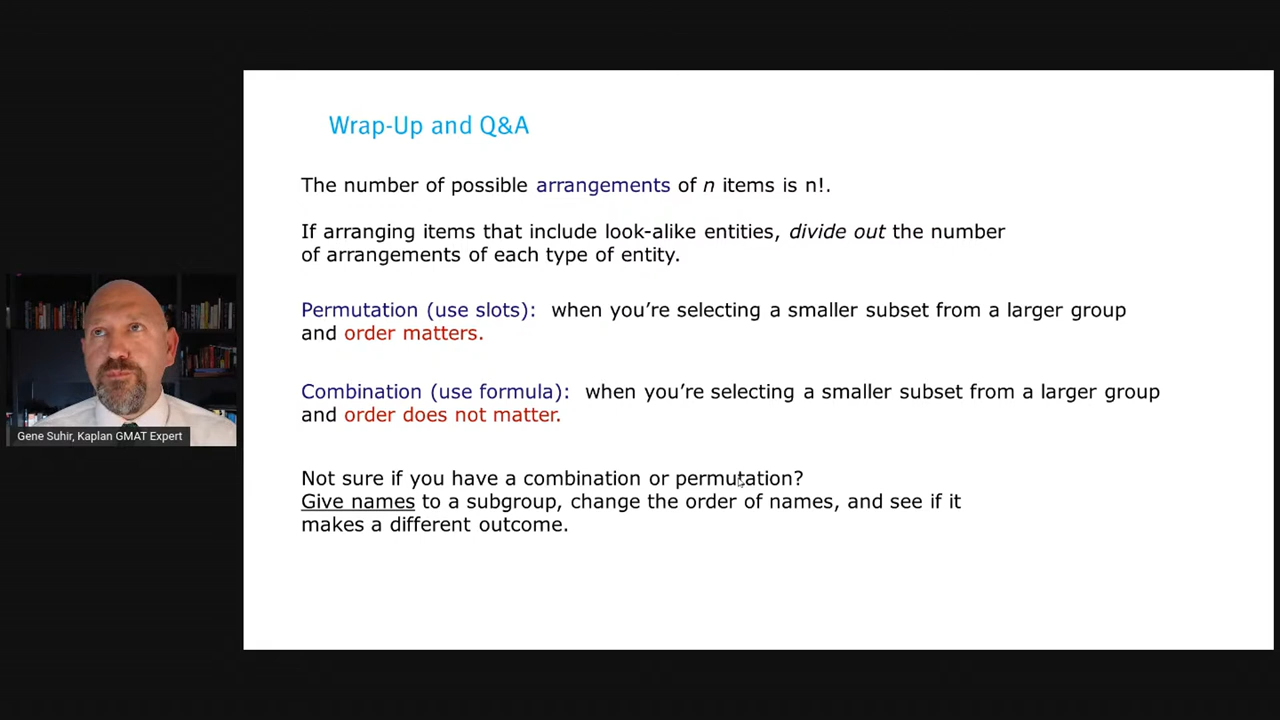 Wrap-Up and Q&A
The number of possible arrangements of n items is n!.
If arranging items that include look-alike entities, divide out the number
of arrangements of each type of entity.
Permutation (use slots):  when you’re selecting a smaller subset from a larger group
and order matters.
Combination (use formula):  when you’re selecting a smaller subset from a larger group
and order does not matter.
Not sure if you have a combination or permutation?
Give names to a subgroup, change the order of names, and see if it
makes a different outcome.
Gene Suhir, Kaplan GMAT Expert